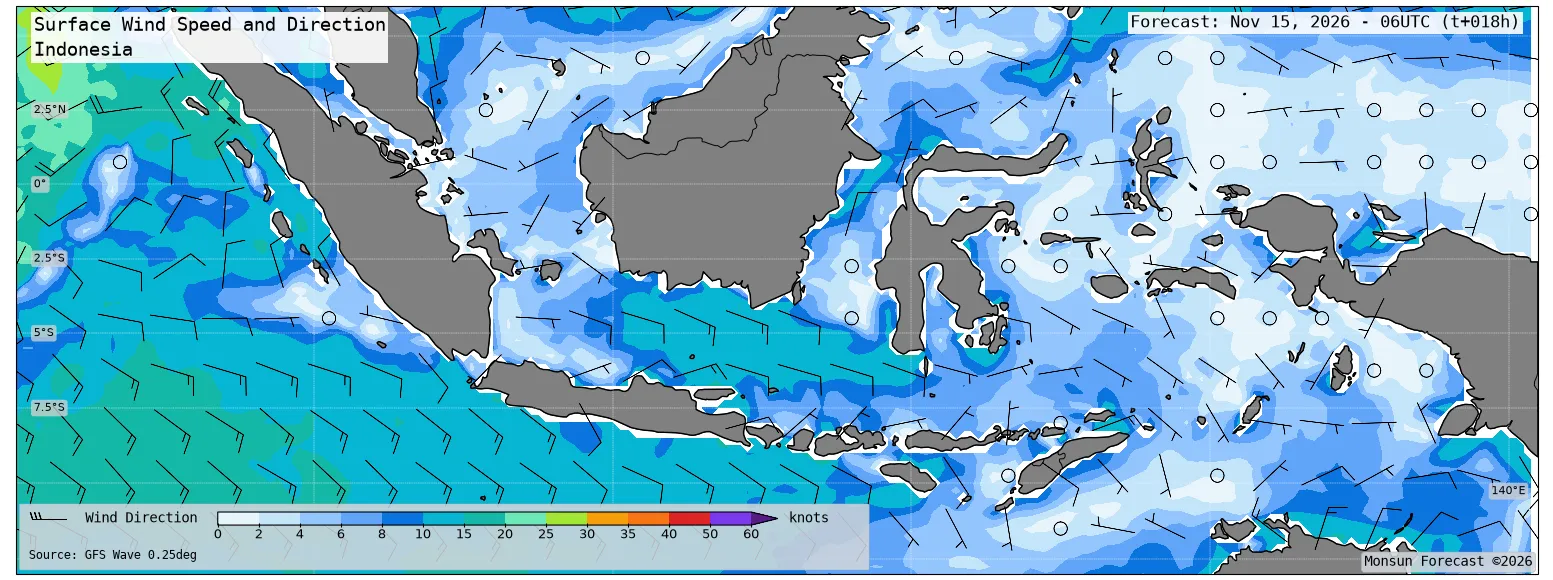 Surface Wind Speed and Direction
Indonesia
Forecast: Nov 15, 2026 - 06UTC (t+018h)
2.5°N
0°
2.5°S
5°S
7.5°S
140°E
Wind Direction
0 2 4 6 8 10 15 20 25 30 35 40 50 60
knots
Source: GFS Wave 0.25deg
Monsun Forecast ©2026